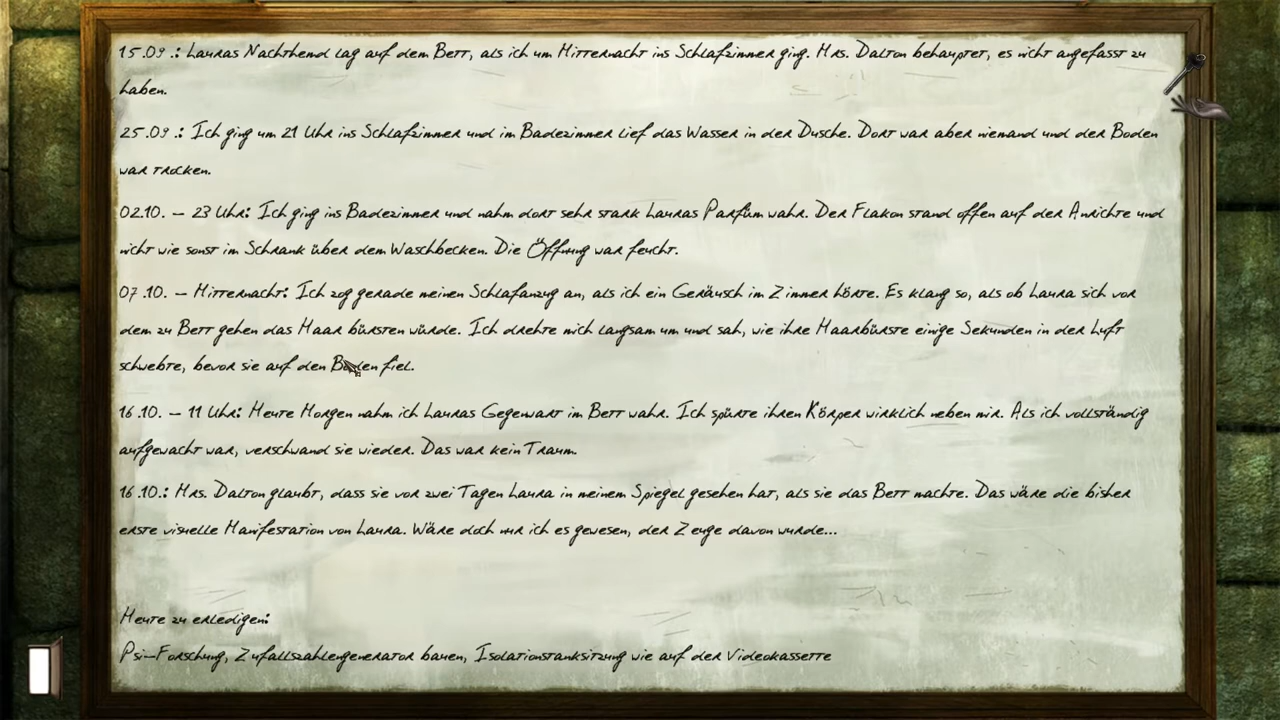 15.09.: Lauras Nachthemd lag auf dem Bett, als ich um Mitternacht ins Schlafzimmer ging. Mrs. Dalton behauptet, es nicht angefasst zu
haben.
25.09.: Ich ging um 21 Uhr ins Schlafzimmer und im Badezimmer lief das Wasser in der Dusche. Dort war aber niemand und der Boden
war trocken.
02.10. – 23 Uhr: Ich ging ins Badezimmer und nahm dort sehr stark Lauras Parfüm wahr. Der Flakon stand offen auf der Anrichte und
nicht wie sonst im Schrank über dem Waschbecken. Die Öffnung war feucht.
07.10. – Mitternacht: Ich zog gerade meinen Schlafanzug an, als ich ein Geräusch im Zimmer hörte. Es klang so, als ob Laura sich vor
dem zu Bett gehen das Haar bürsten würde. Ich drehte mich langsam um und sah, wie ihre Haarbürste einige Sekunden in der Luft
schwebte, bevor sie auf den Boden fiel.
16.10. – 11 Uhr: Heute Morgen nahm ich Lauras Gegenwart im Bett wahr. Ich spürte ihren Körper wirklich neben mir. Als ich vollständig
aufgewacht war, verschwand sie wieder. Das war kein Traum.
16.10.: Mrs. Dalton glaubt, dass sie vor zwei Tagen Laura in meinem Spiegel gesehen hat, als sie das Bett machte. Das wäre die bisher
erste visuelle Manifestation von Laura. Wäre doch nur ich es gewesen, der Zeuge davon wurde...
Heute zu erledigen:
Psi-Forschung, Zufallszahlengenerator bauen, Isolationstanksitzung wie auf der Videokassette